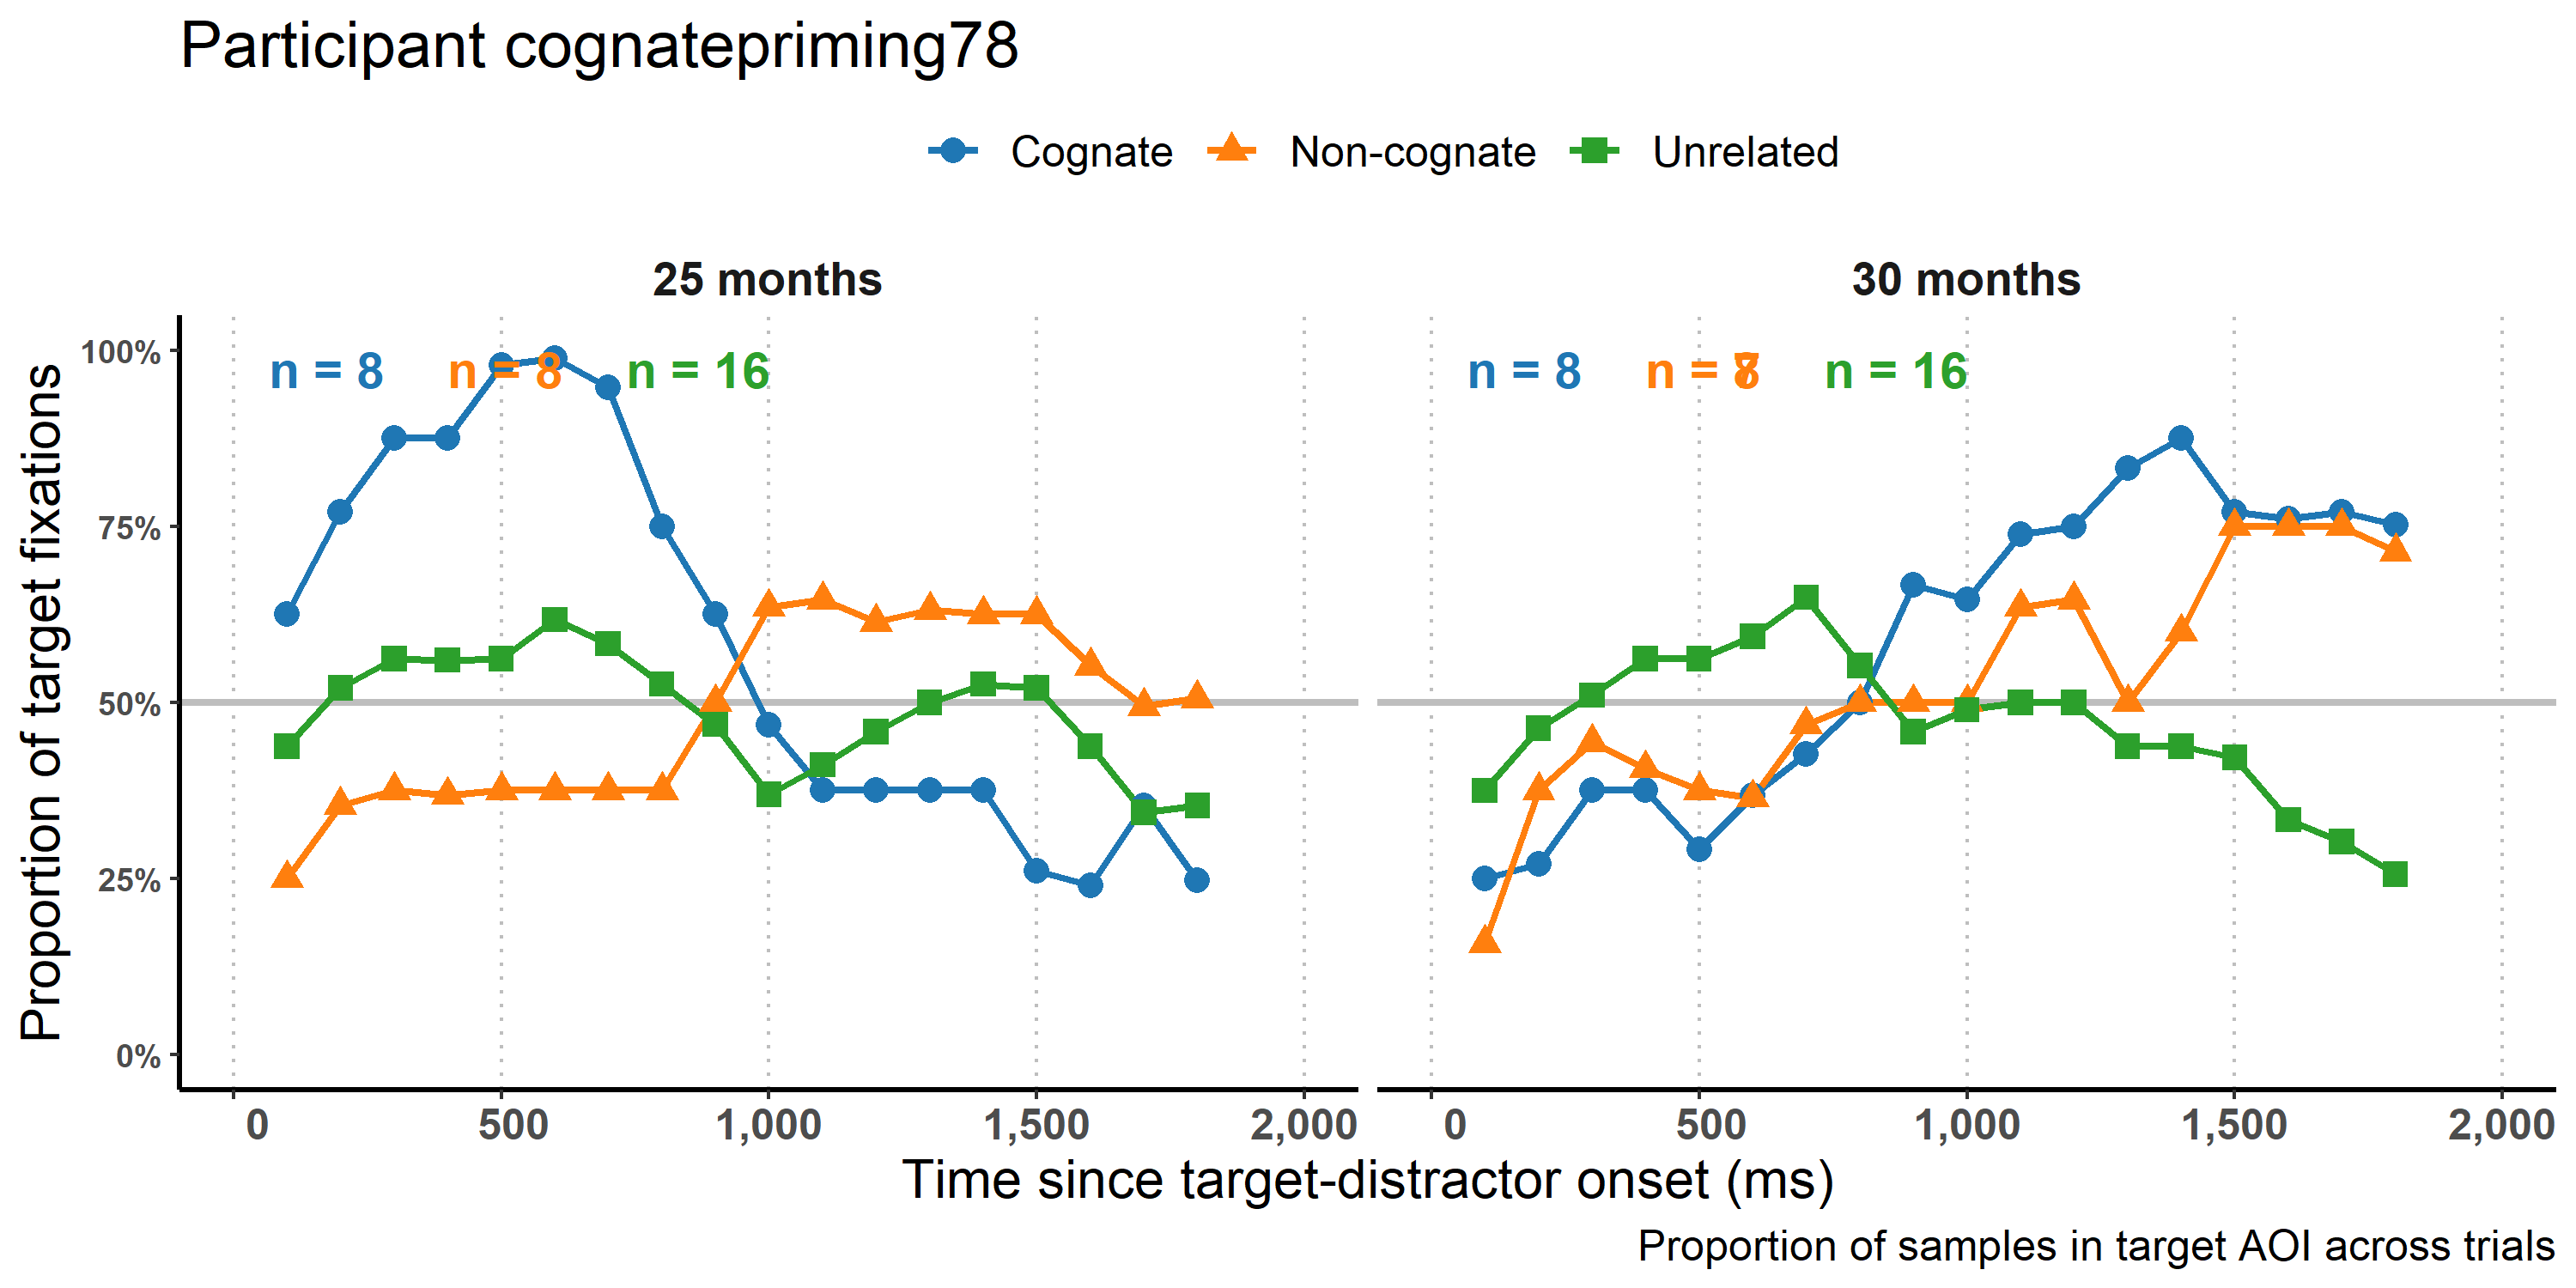 Participant cognatepriming78
Cognate Non-cognate Unrelated
25 months
30 months
n = 8 n = 8 n = 16
n = 8 n = n = 16
Proportion of target fixations
100%
75%
50%
25%
0%
0 500 1,000 1,500 2,000
0 500 1,000 1,500 2,000
Time since target-distractor onset (ms)
Proportion of samples in target AOI across trials